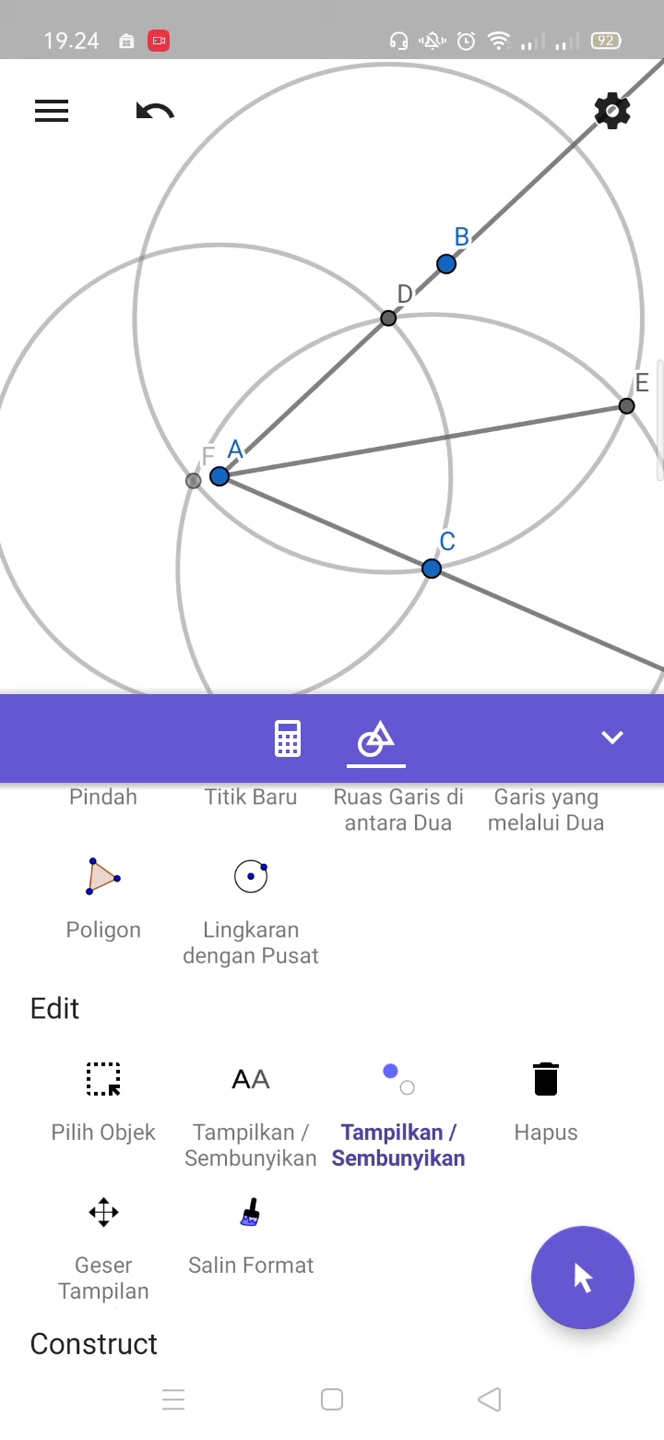 19.24
92
B
D
E
F A
C
Pindah Titik Baru Ruas Garis di antara Dua Garis yang melalui Dua
Poligon Lingkaran dengan Pusat
Edit
AA
Pilih Objek Tampilkan / Sembunyikan Tampilkan / Sembunyikan Hapus
Geser Tampilan Salin Format
Construct